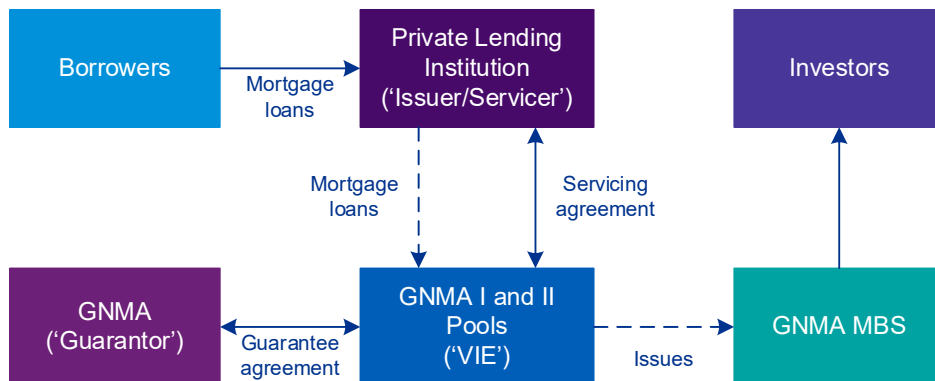 Borrowers
Mortgage
loans
Private Lending
Institution
(‘Issuer/Servicer’)
Investors
Mortgage
loans
Servicing
agreement
GNMA
(‘Guarantor’)
Guarantee
agreement
GNMA I and II
Pools
(‘VIE’)
Issues
GNMA MBS